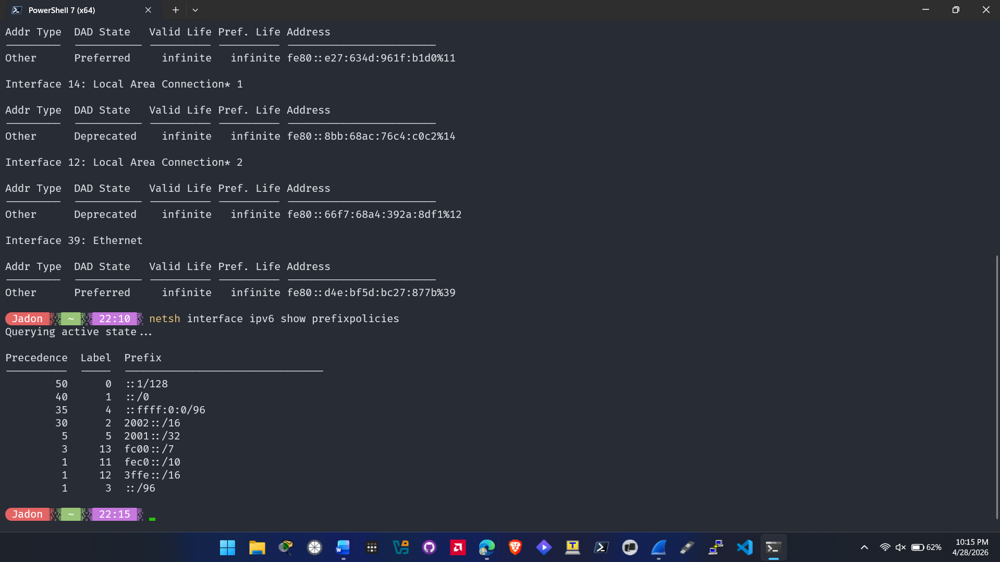 PowerShell 7 (x64)
Addr Type  DAD State   Valid Life Pref. Life Address
---------  ----------- ---------- ---------- ------------------------
Other      Preferred     infinite   infinite fe80::e27:634d:961f:b1d0%11
Interface 14: Local Area Connection* 1
Addr Type  DAD State   Valid Life Pref. Life Address
---------  ----------- ---------- ---------- ------------------------
Other      Deprecated    infinite   infinite fe80::8bb:68ac:76c4:c0c2%14
Interface 12: Local Area Connection* 2
Addr Type  DAD State   Valid Life Pref. Life Address
---------  ----------- ---------- ---------- ------------------------
Other      Deprecated    infinite   infinite fe80::66f7:68a4:392a:8df1%12
Interface 39: Ethernet
Addr Type  DAD State   Valid Life Pref. Life Address
---------  ----------- ---------- ---------- ------------------------
Other      Preferred     infinite   infinite fe80::d4e:bf5d:bc27:877b%39
Jadon ~ 22:10 netsh interface ipv6 show prefixpolicies
Querying active state...
Precedence  Label  Prefix
----------  -----  --------------------------------
        50      0  ::1/128
        40      1  ::/0
        35      4  ::ffff:0:0/96
        30      2  2002::/16
         5      5  2001::/32
         3     13  fc00::/7
         1     11  fec0::/10
         1     12  3ffe::/16
         1      3  ::/96
Jadon ~ 22:15
62%
10:15 PM
4/28/2026